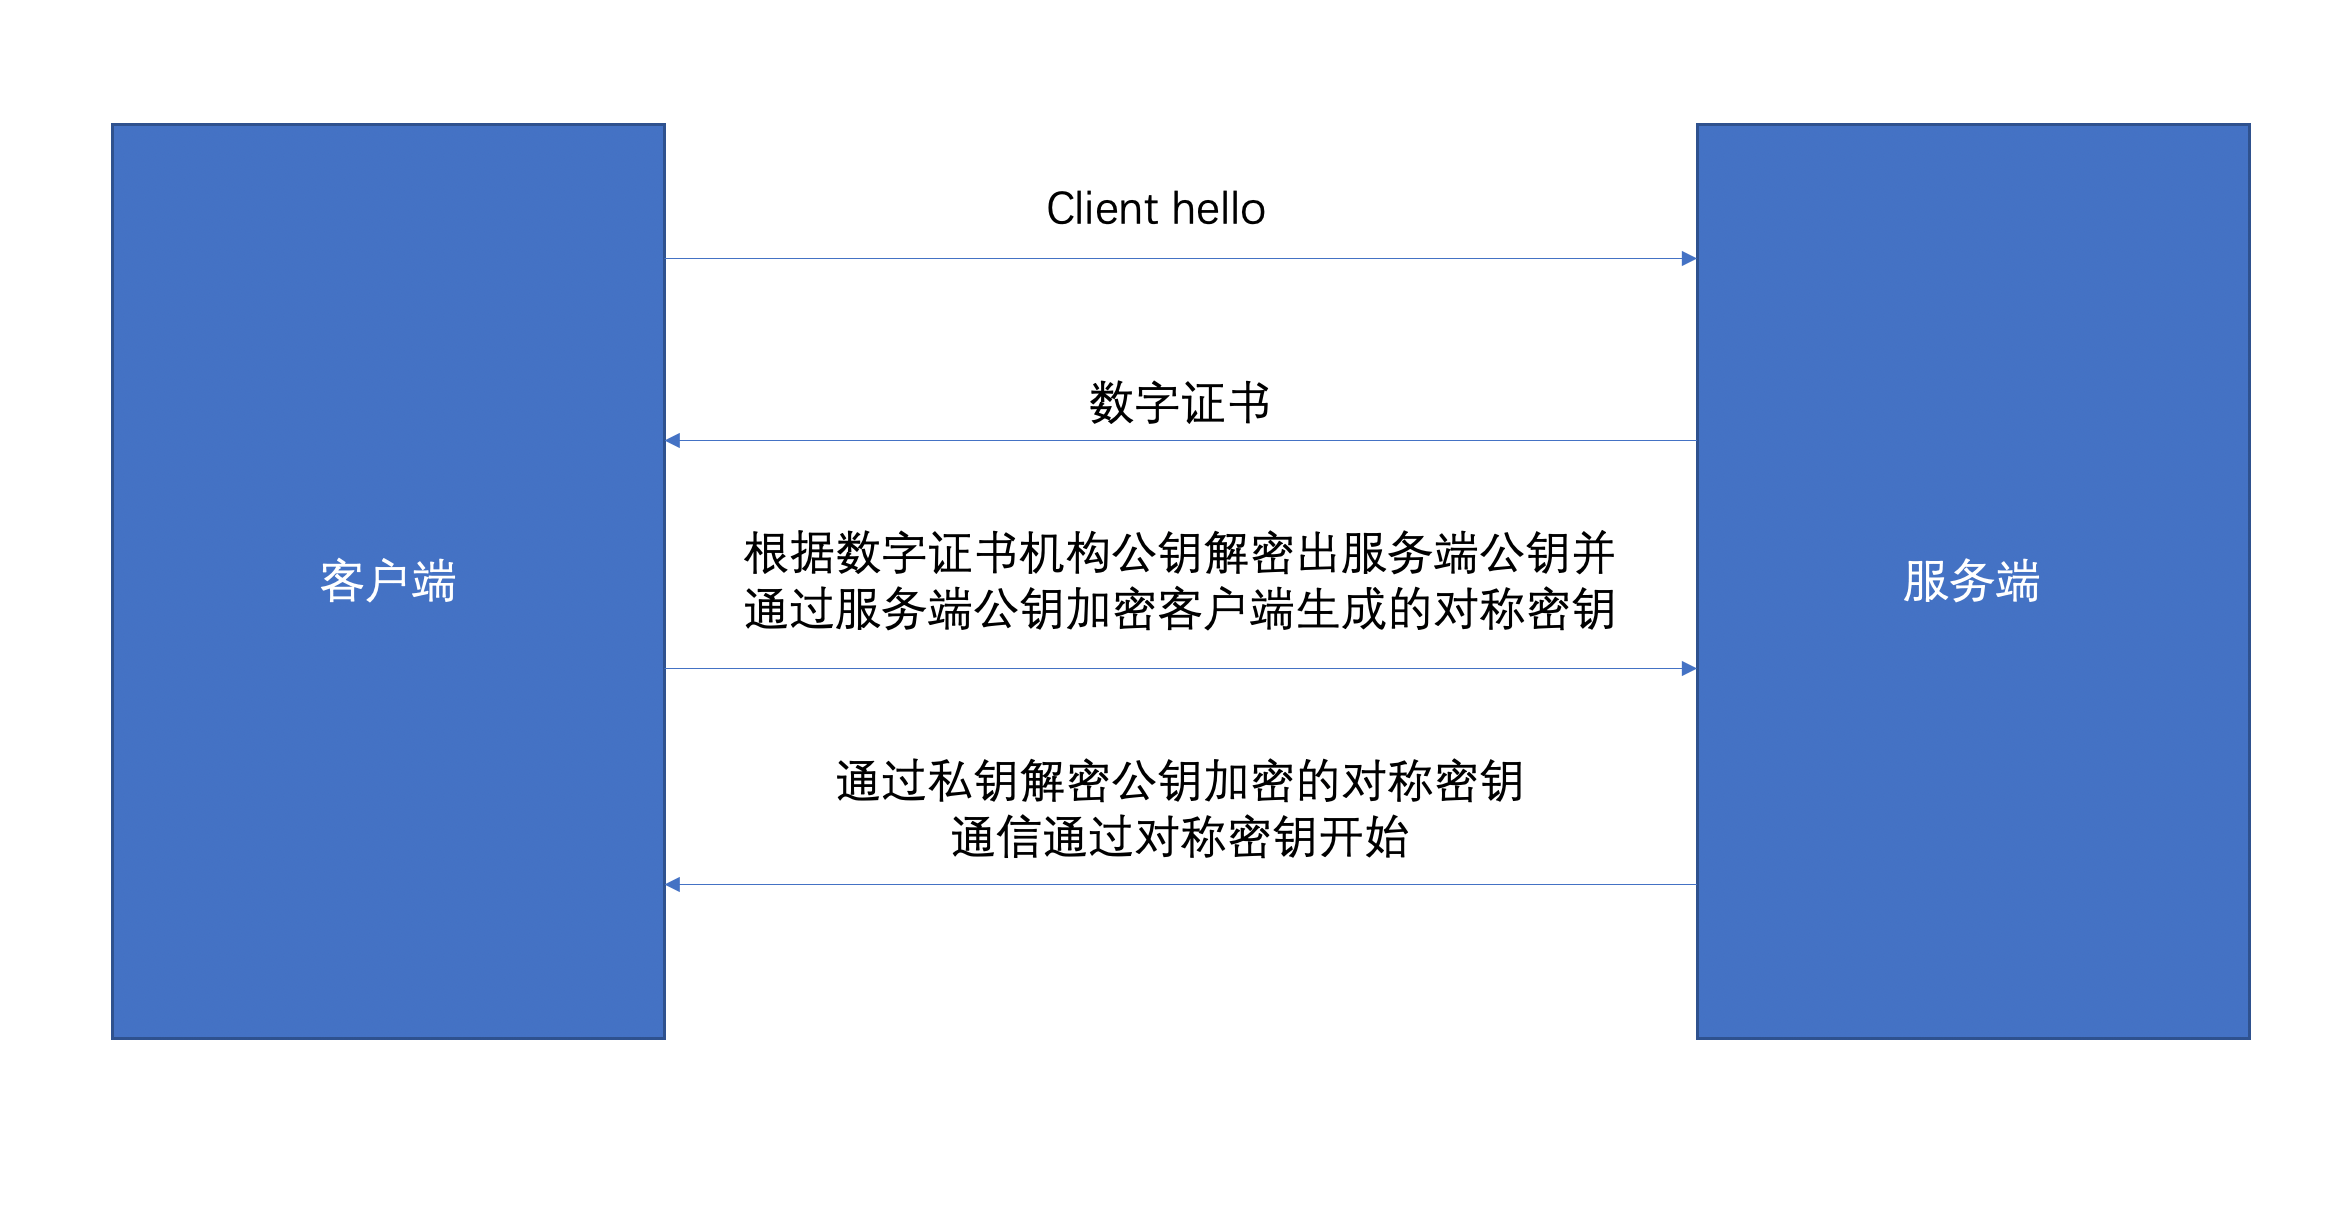 Client hello
数字证书
根据数字证书机构公钥解密出服务端公钥并
通过服务端公钥加密客户端生成的对称密钥
客户端
服务端
通过私钥解密公钥加密的对称密钥
通信通过对称密钥开始